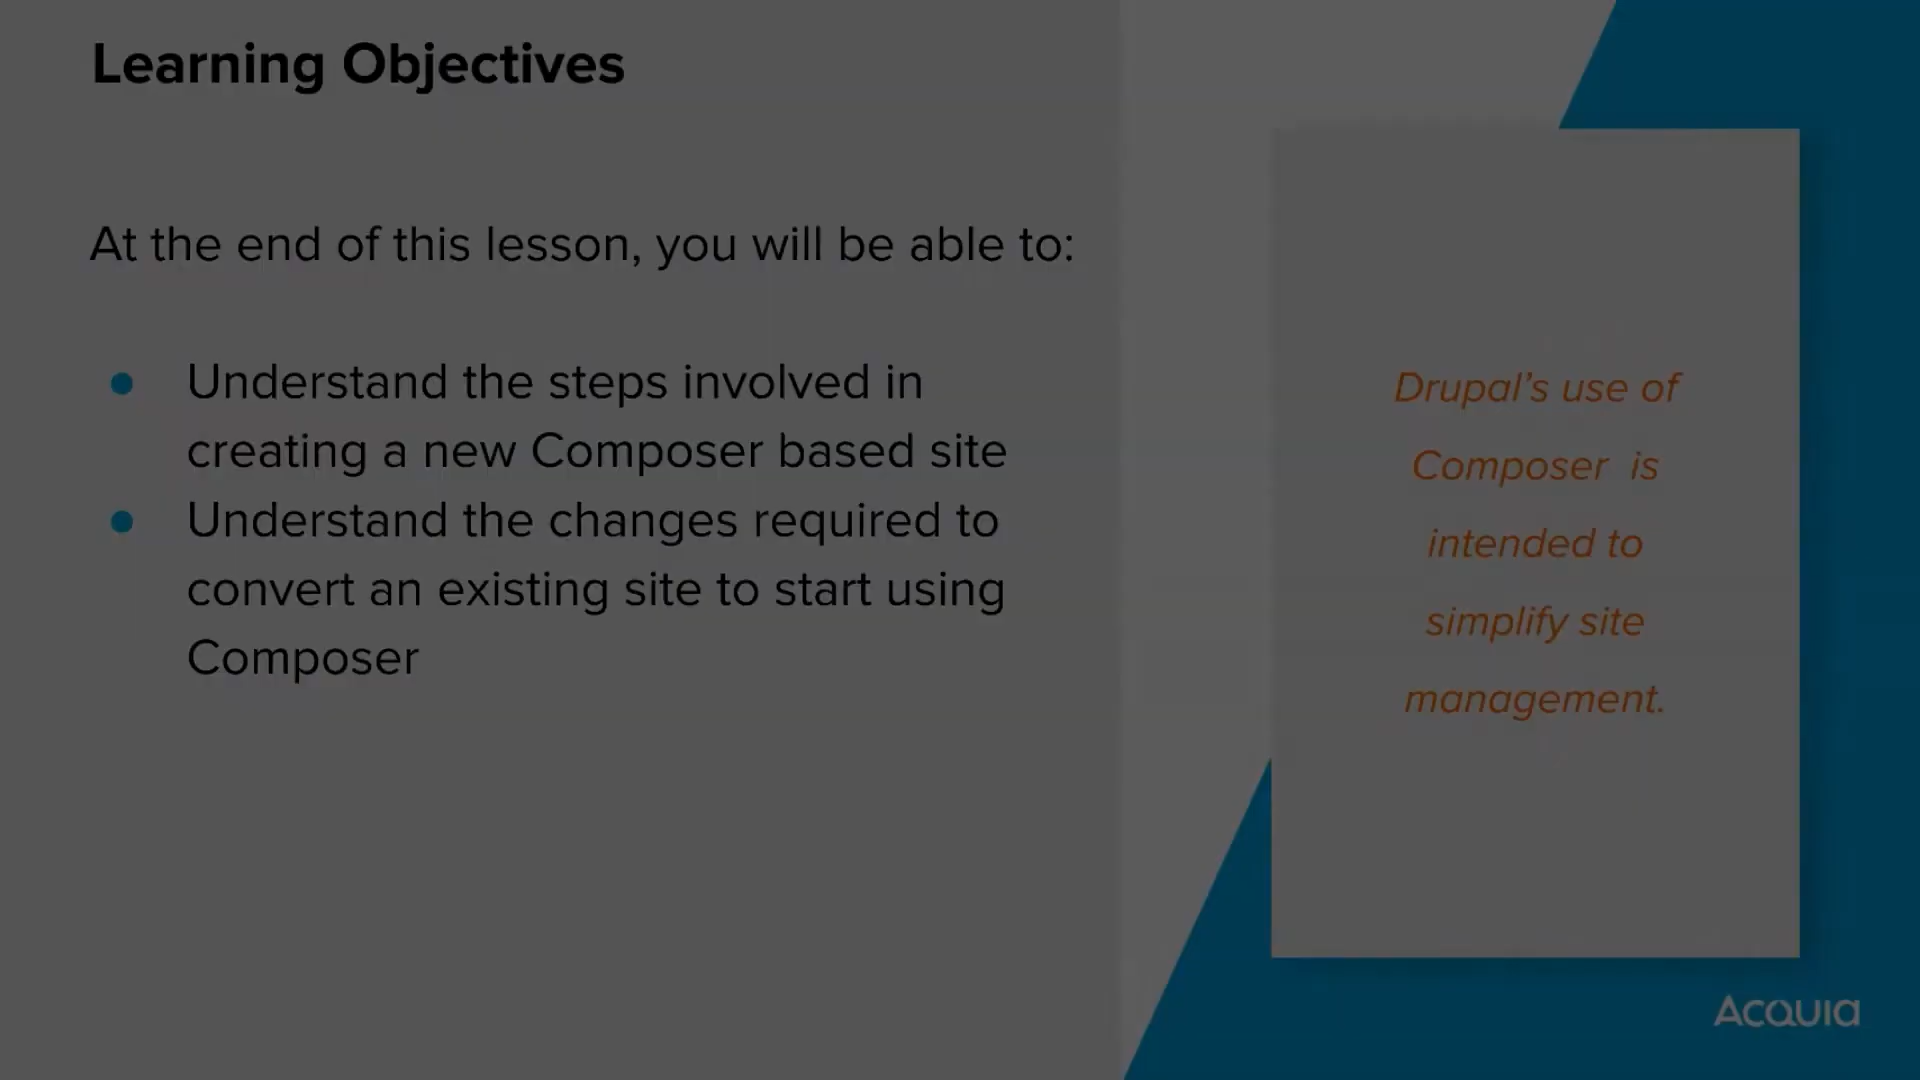 Learning Objectives
At the end of this lesson, you will be able to:
● Understand the steps involved in
creating a new Composer based site
● Understand the changes required to
convert an existing site to start using
Composer
Drupal’s use of
Composer is
intended to
simplify site
management.
Acquia